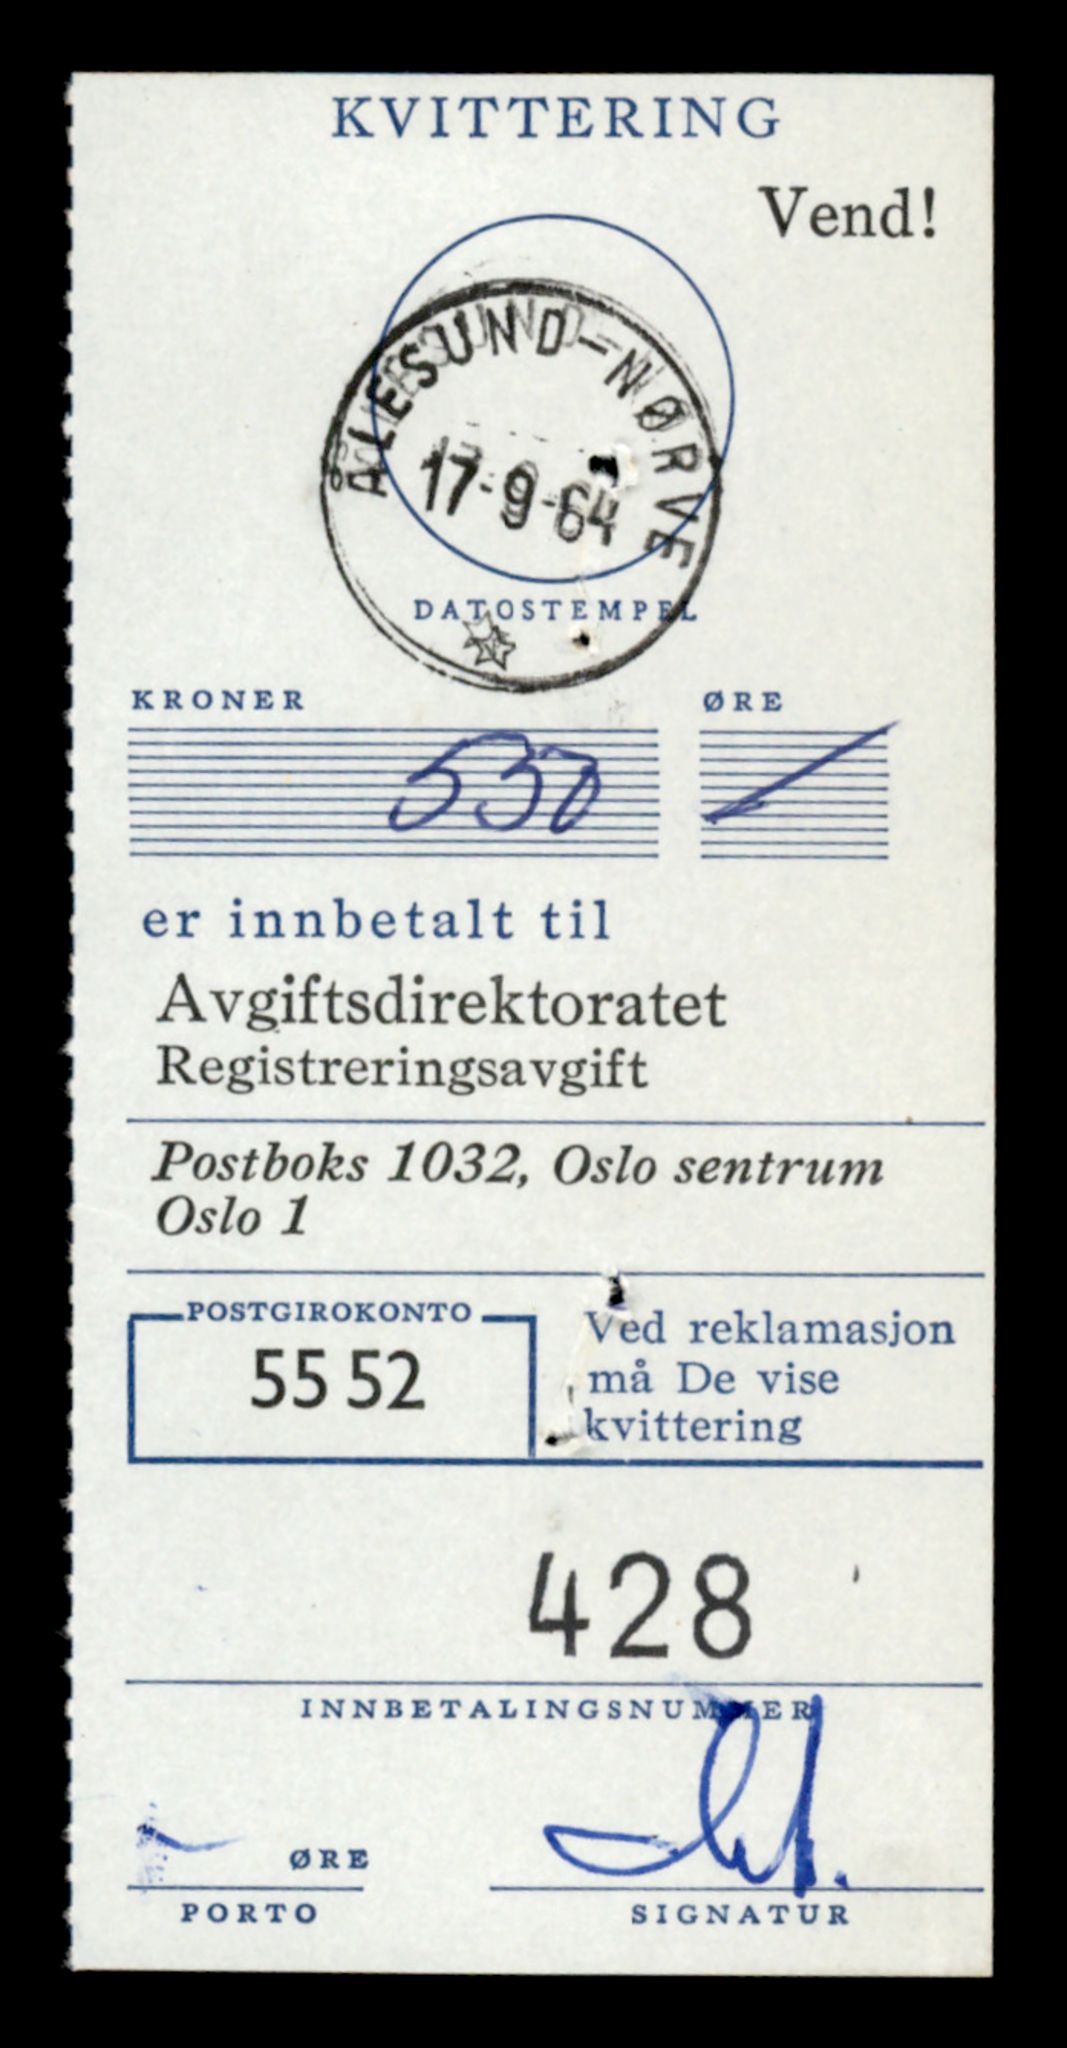 KVITTERING
Vend!
ÅLESUND-NØRVE
17-9-64
DATOSTEMPEL
KRONER ØRE
530 /
er innbetalt til
Avgiftsdirektoratet
Registreringsavgift
Postboks 1032, Oslo sentrum
Oslo 1
POSTGIROKONTO
55 52
Ved reklamasjon
må De vise
kvittering
428
INNBETALINGSNUMMER
ØRE
PORTO
SIGNATUR